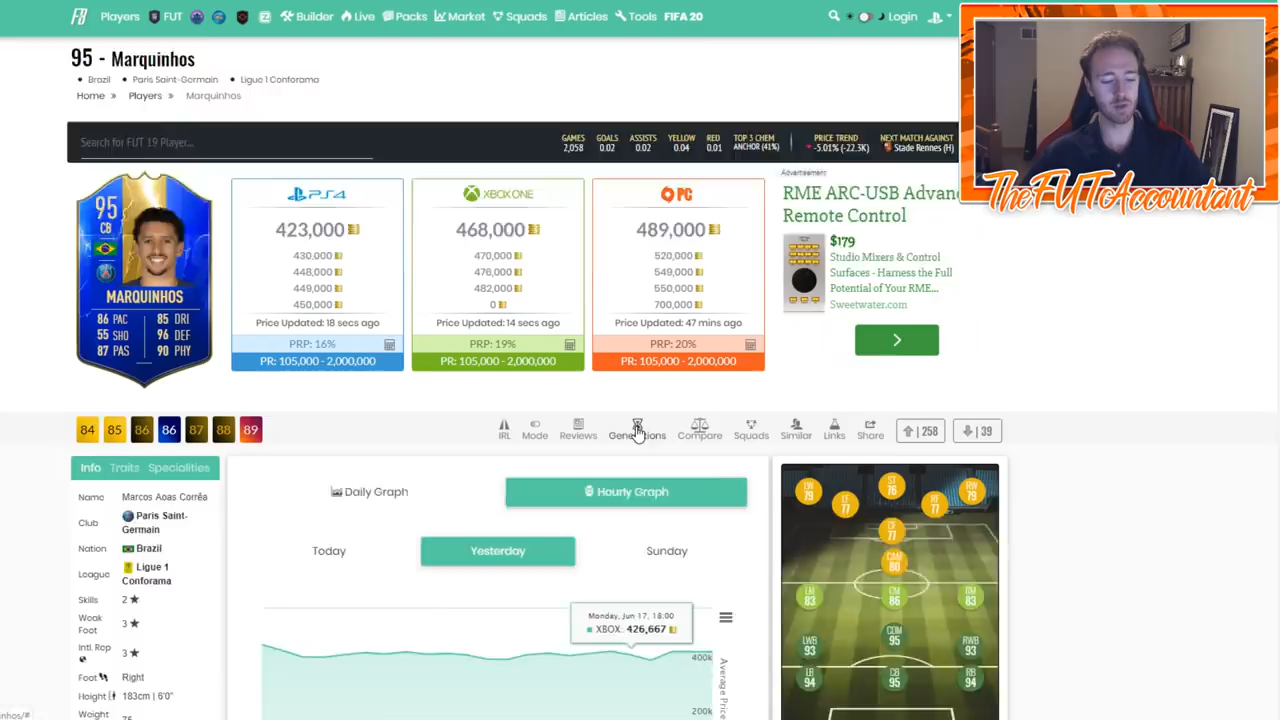 F8 Players FUT Builder Live Packs Market Squads Articles Tools FIFA 20 Login
95 - Marquinhos
Brazil Paris Saint-Germain Ligue 1 Conforama
Home » Players » Marquinhos
Search for FUT 19 Player...
GAMES GOALS ASSISTS YELLOW RED TOP 3 CHEM PRICE TREND NEXT MATCH AGAINST
2,058 0.02 0.02 0.04 0.01 ANCHOR (41%) -5.01% (-22.3K) Stade Rennes (H)
TheFUTAccountant
95
CB
MARQUINHOS
86 PAC 85 DRI
55 SHO 96 DEF
87 PAS 90 PHY
PS4
423,000
430,000
448,000
449,000
450,000
Price Updated: 18 secs ago
PRP: 16%
PR: 105,000 - 2,000,000
XBOX ONE
468,000
470,000
476,000
482,000
0
Price Updated: 14 secs ago
PRP: 19%
PR: 105,000 - 2,000,000
PC
489,000
520,000
549,000
550,000
700,000
Price Updated: 47 mins ago
PRP: 20%
PR: 105,000 - 2,000,000
Advertisement
RME ARC-USB Advan
Remote Control
$179
Studio Mixers & Control
Surfaces - Harness the Full
Potential of Your RME...
Sweetwater.com
84 85 86 86 87 88 89
IRL Mode Reviews Generations Compare Squads Similar Links Share 258 39
Info Traits Specialities
Name Marcos Aoas Corrêa
Club Paris Saint-
Germain
Nation Brazil
League Ligue 1
Conforama
Skills 2
Weak
Foot 3
Intl. Rep 3
Foot Right
Height 183cm | 6'0"
Weight 75
Daily Graph Hourly Graph
Today Yesterday Sunday
Monday, Jun 17, 18:00
XBOX: 426,667
400k
200k
Average Price
LW 79 ST 76 RW 79
LF 77 RF 77
CF 77
CAM 80
LM 83 CM 86 RM 83
LWB 93 CDM 95 RWB 93
LB 94 CB 95 RB 94
nhos/#